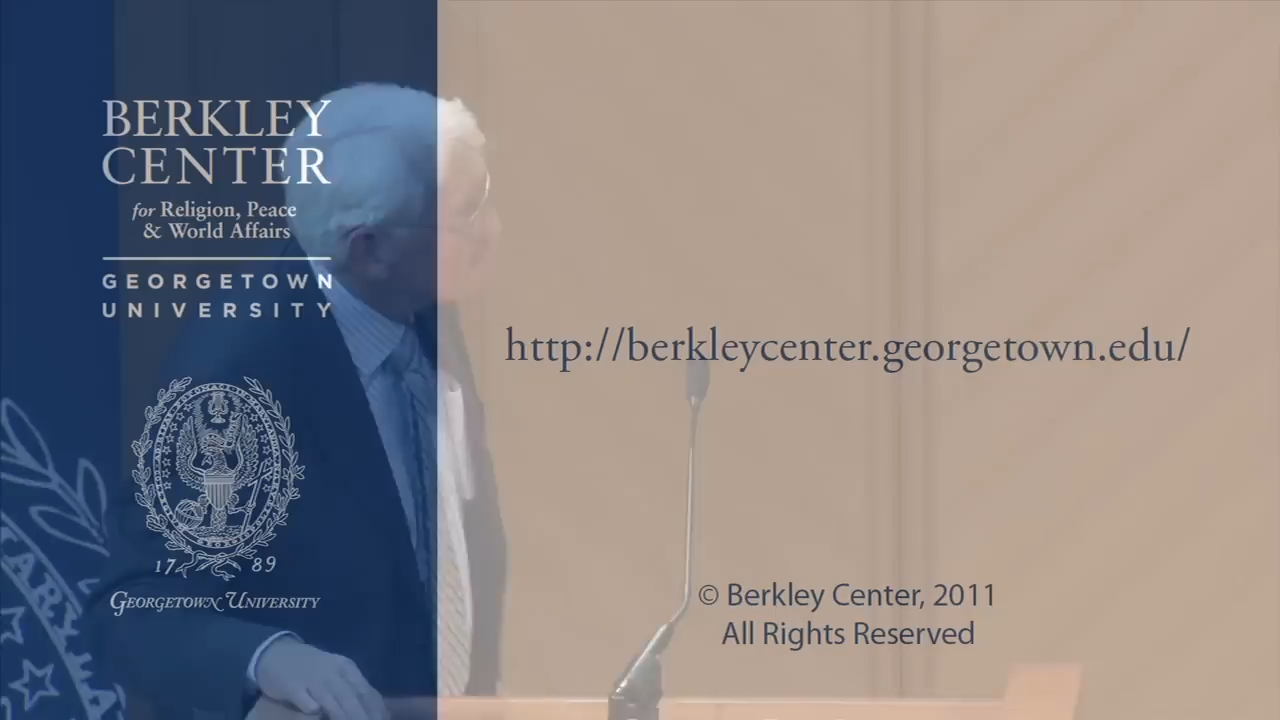 BERKLEY
CENTER
for Religion, Peace
& World Affairs
GEORGETOWN
UNIVERSITY
http://berkleycenter.georgetown.edu/
17 89
GEORGETOWN UNIVERSITY
© Berkley Center, 2011
All Rights Reserved